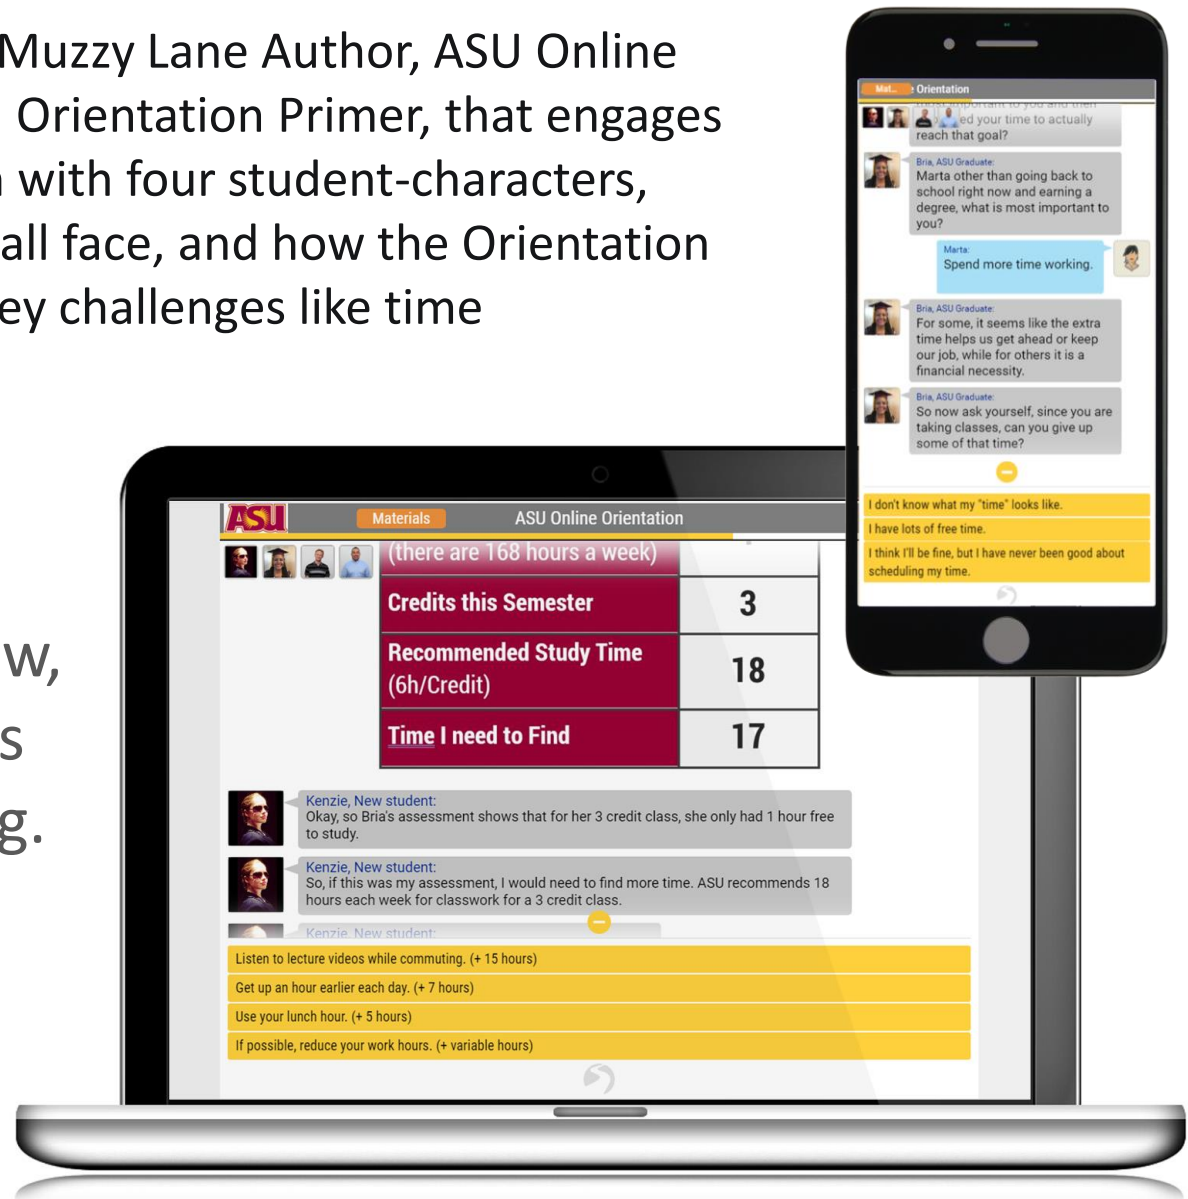 Muzzy Lane Author, ASU Online
Orientation Primer, that engages
with four student-characters,
all face, and how the Orientation
ey challenges like time
w,
s
g.
Mat...
Orientation
most important to you and then
ed your time to actually
reach that goal?
Bria, ASU Graduate:
Marta other than going back to
school right now and earning a
degree, what is most important to
you?
Marta:
Spend more time working.
Bria, ASU Graduate:
For some, it seems like the extra
time helps us get ahead or keep
our job, while for others it is a
financial necessity.
Bria, ASU Graduate:
So now ask yourself, since you are
taking classes, can you give up
some of that time?
I don't know what my "time" looks like.
I have lots of free time.
I think I'll be fine, but I have never been good about
scheduling my time.
ASU
Materials
ASU Online Orientation
(there are 168 hours a week)
Credits this Semester 3
Recommended Study Time
(6h/Credit) 18
Time I need to Find 17
Kenzie, New student:
Okay, so Bria's assessment shows that for her 3 credit class, she only had 1 hour free
to study.
Kenzie, New student:
So, if this was my assessment, I would need to find more time. ASU recommends 18
hours each week for classwork for a 3 credit class.
Kenzie, New student:
Listen to lecture videos while commuting. (+ 15 hours)
Get up an hour earlier each day. (+ 7 hours)
Use your lunch hour. (+ 5 hours)
If possible, reduce your work hours. (+ variable hours)